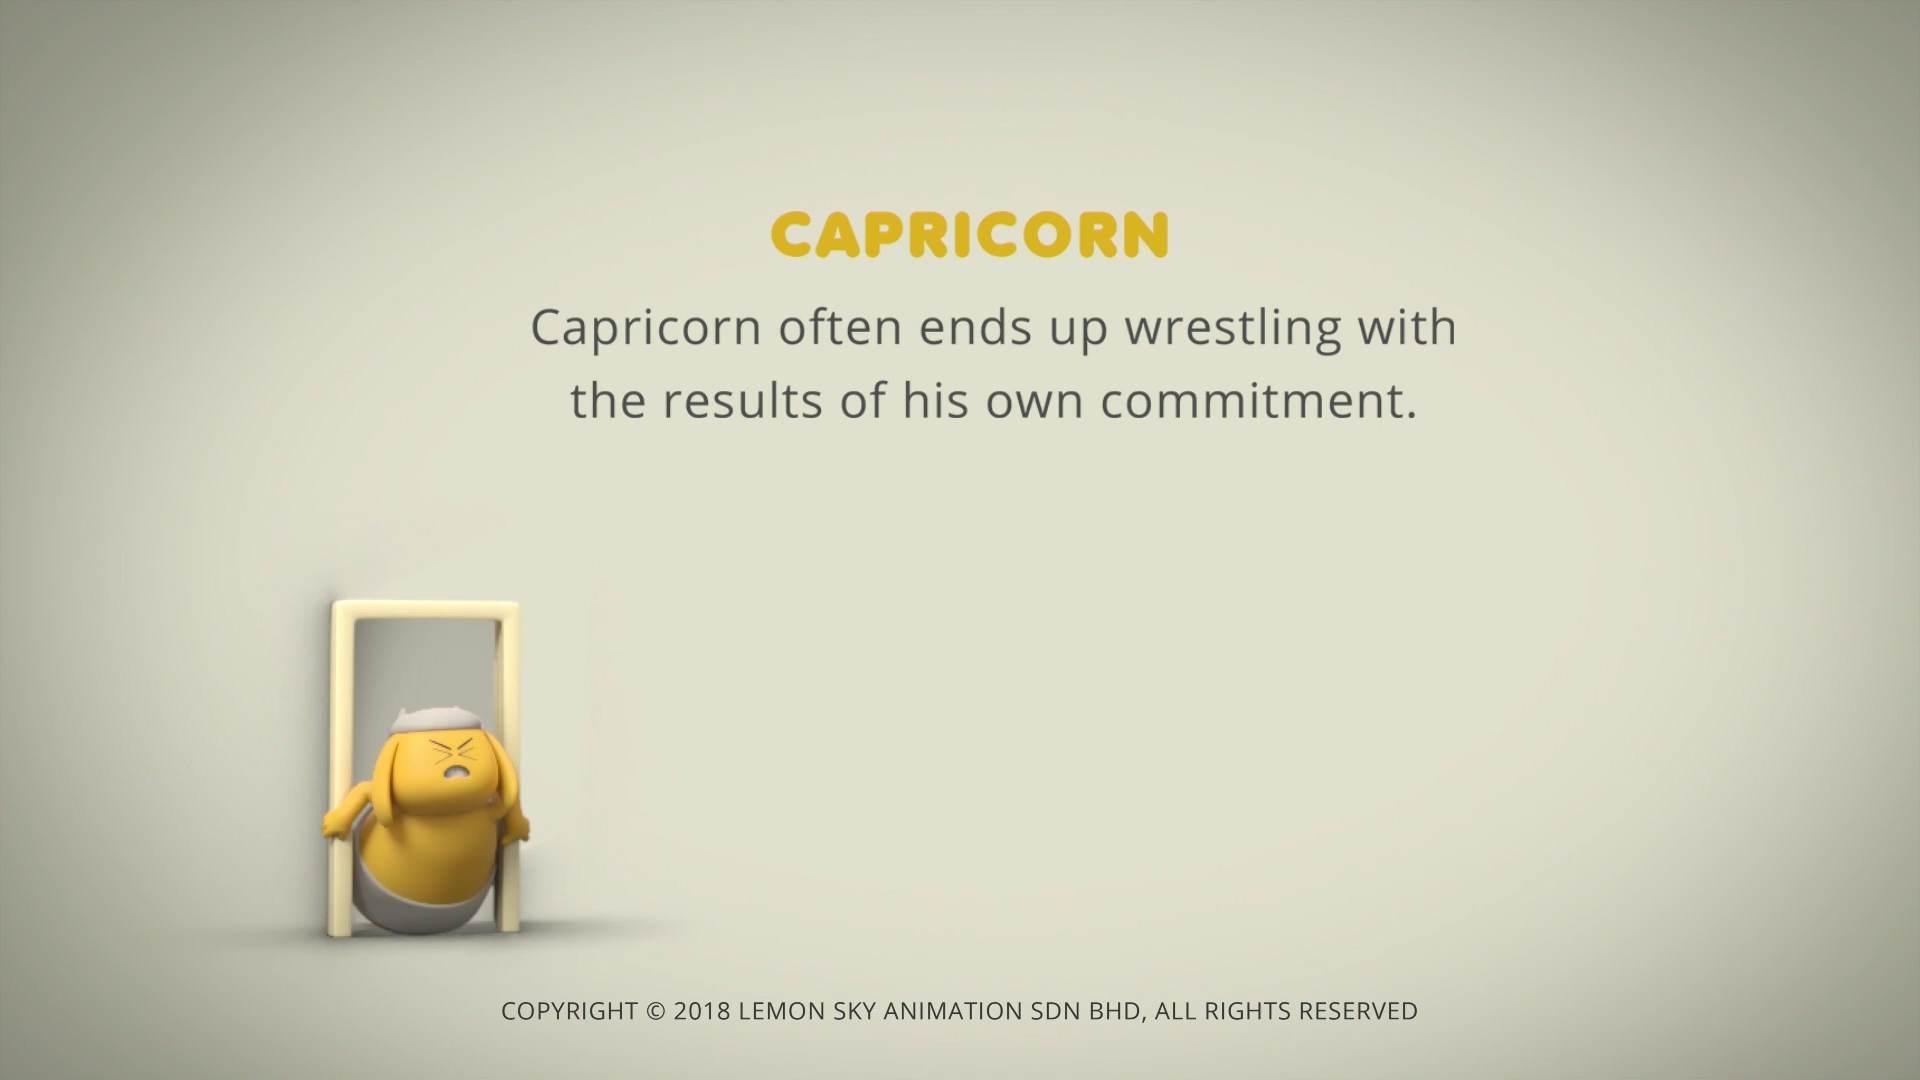 CAPRICORN
Capricorn often ends up wrestling with
the results of his own commitment.
COPYRIGHT © 2018 LEMON SKY ANIMATION SDN BHD, ALL RIGHTS RESERVED